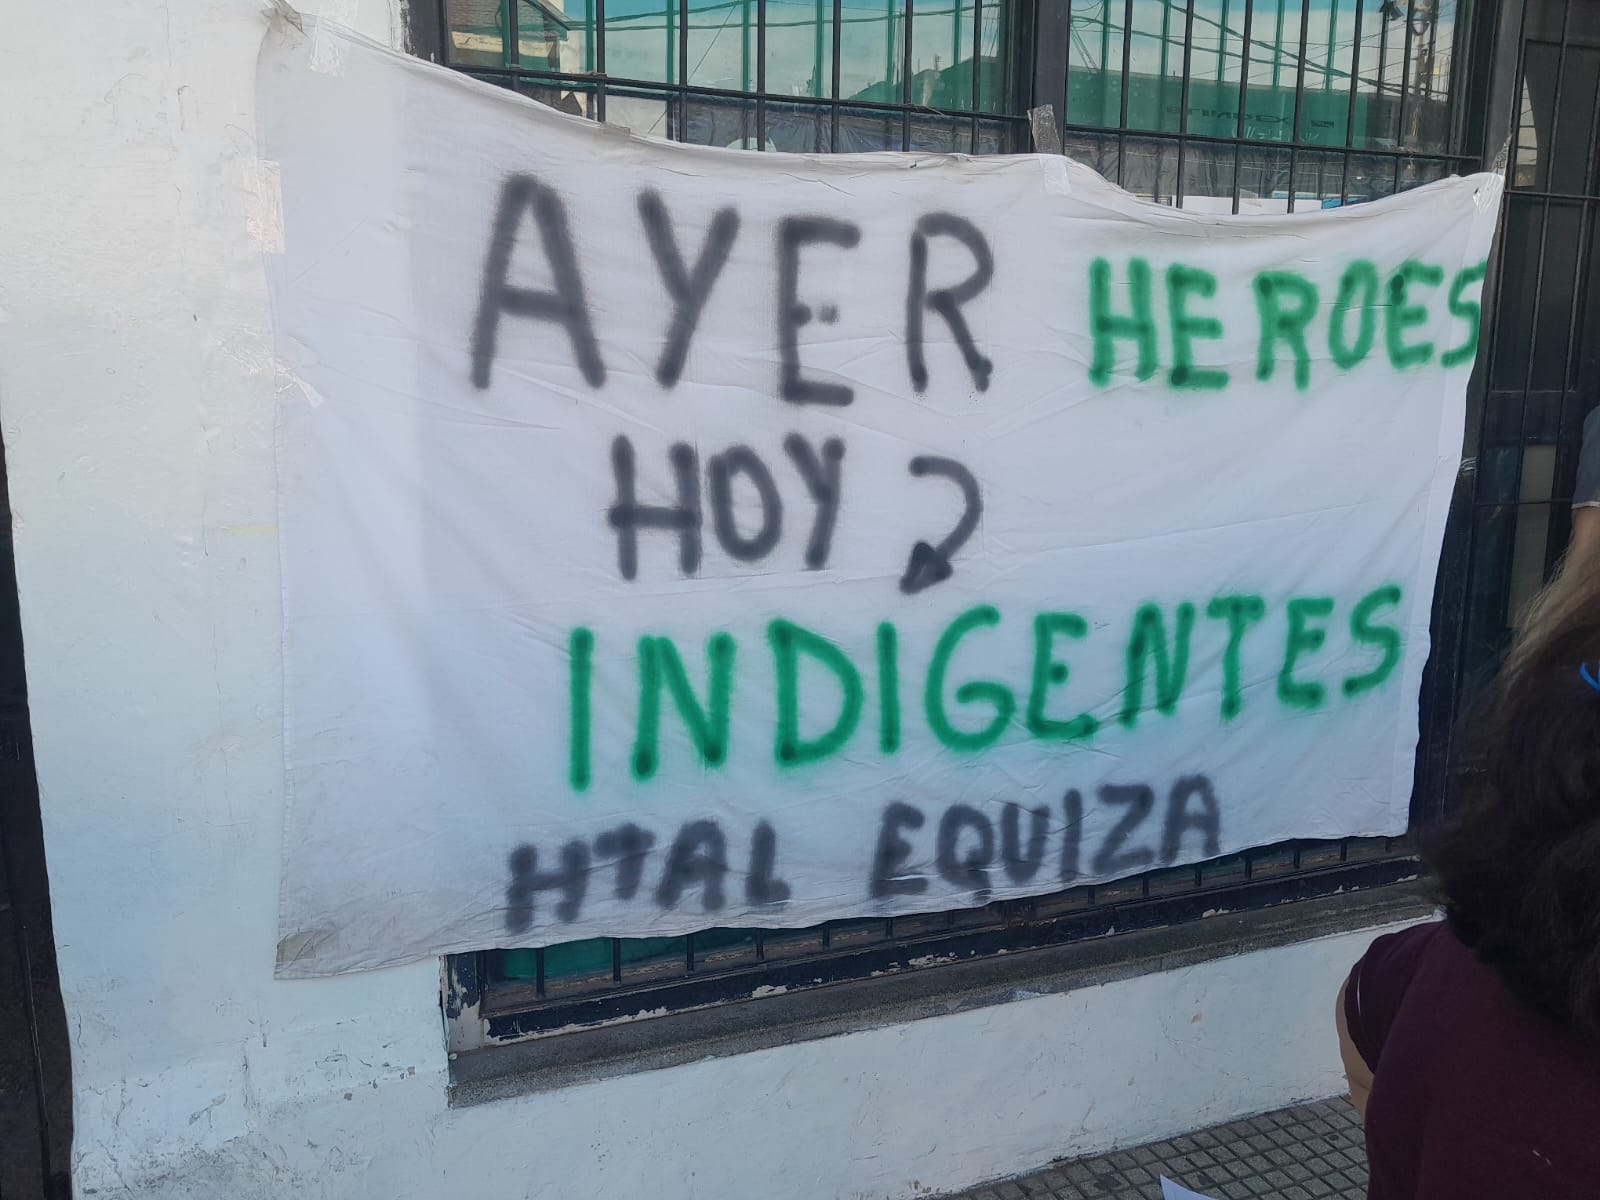 AYER HEROES
HOY
INDIGENTES
HTAL EQUIZA